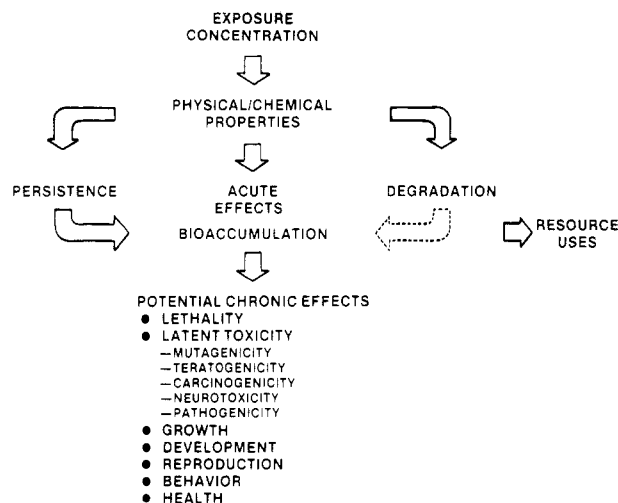 EXPOSURE
CONCENTRATION
PHYSICAL/CHEMICAL
PROPERTIES
PERSISTENCE
ACUTE
EFFECTS
DEGRADATION
BIOACCUMULATION
RESOURCE
USES
POTENTIAL CHRONIC EFFECTS
● LETHALITY
● LATENT TOXICITY
—MUTAGENICITY
—TERATOGENICITY
—CARCINOGENICITY
—NEUROTOXICITY
—PATHOGENICITY
● GROWTH
● DEVELOPMENT
● REPRODUCTION
● BEHAVIOR
● HEALTH